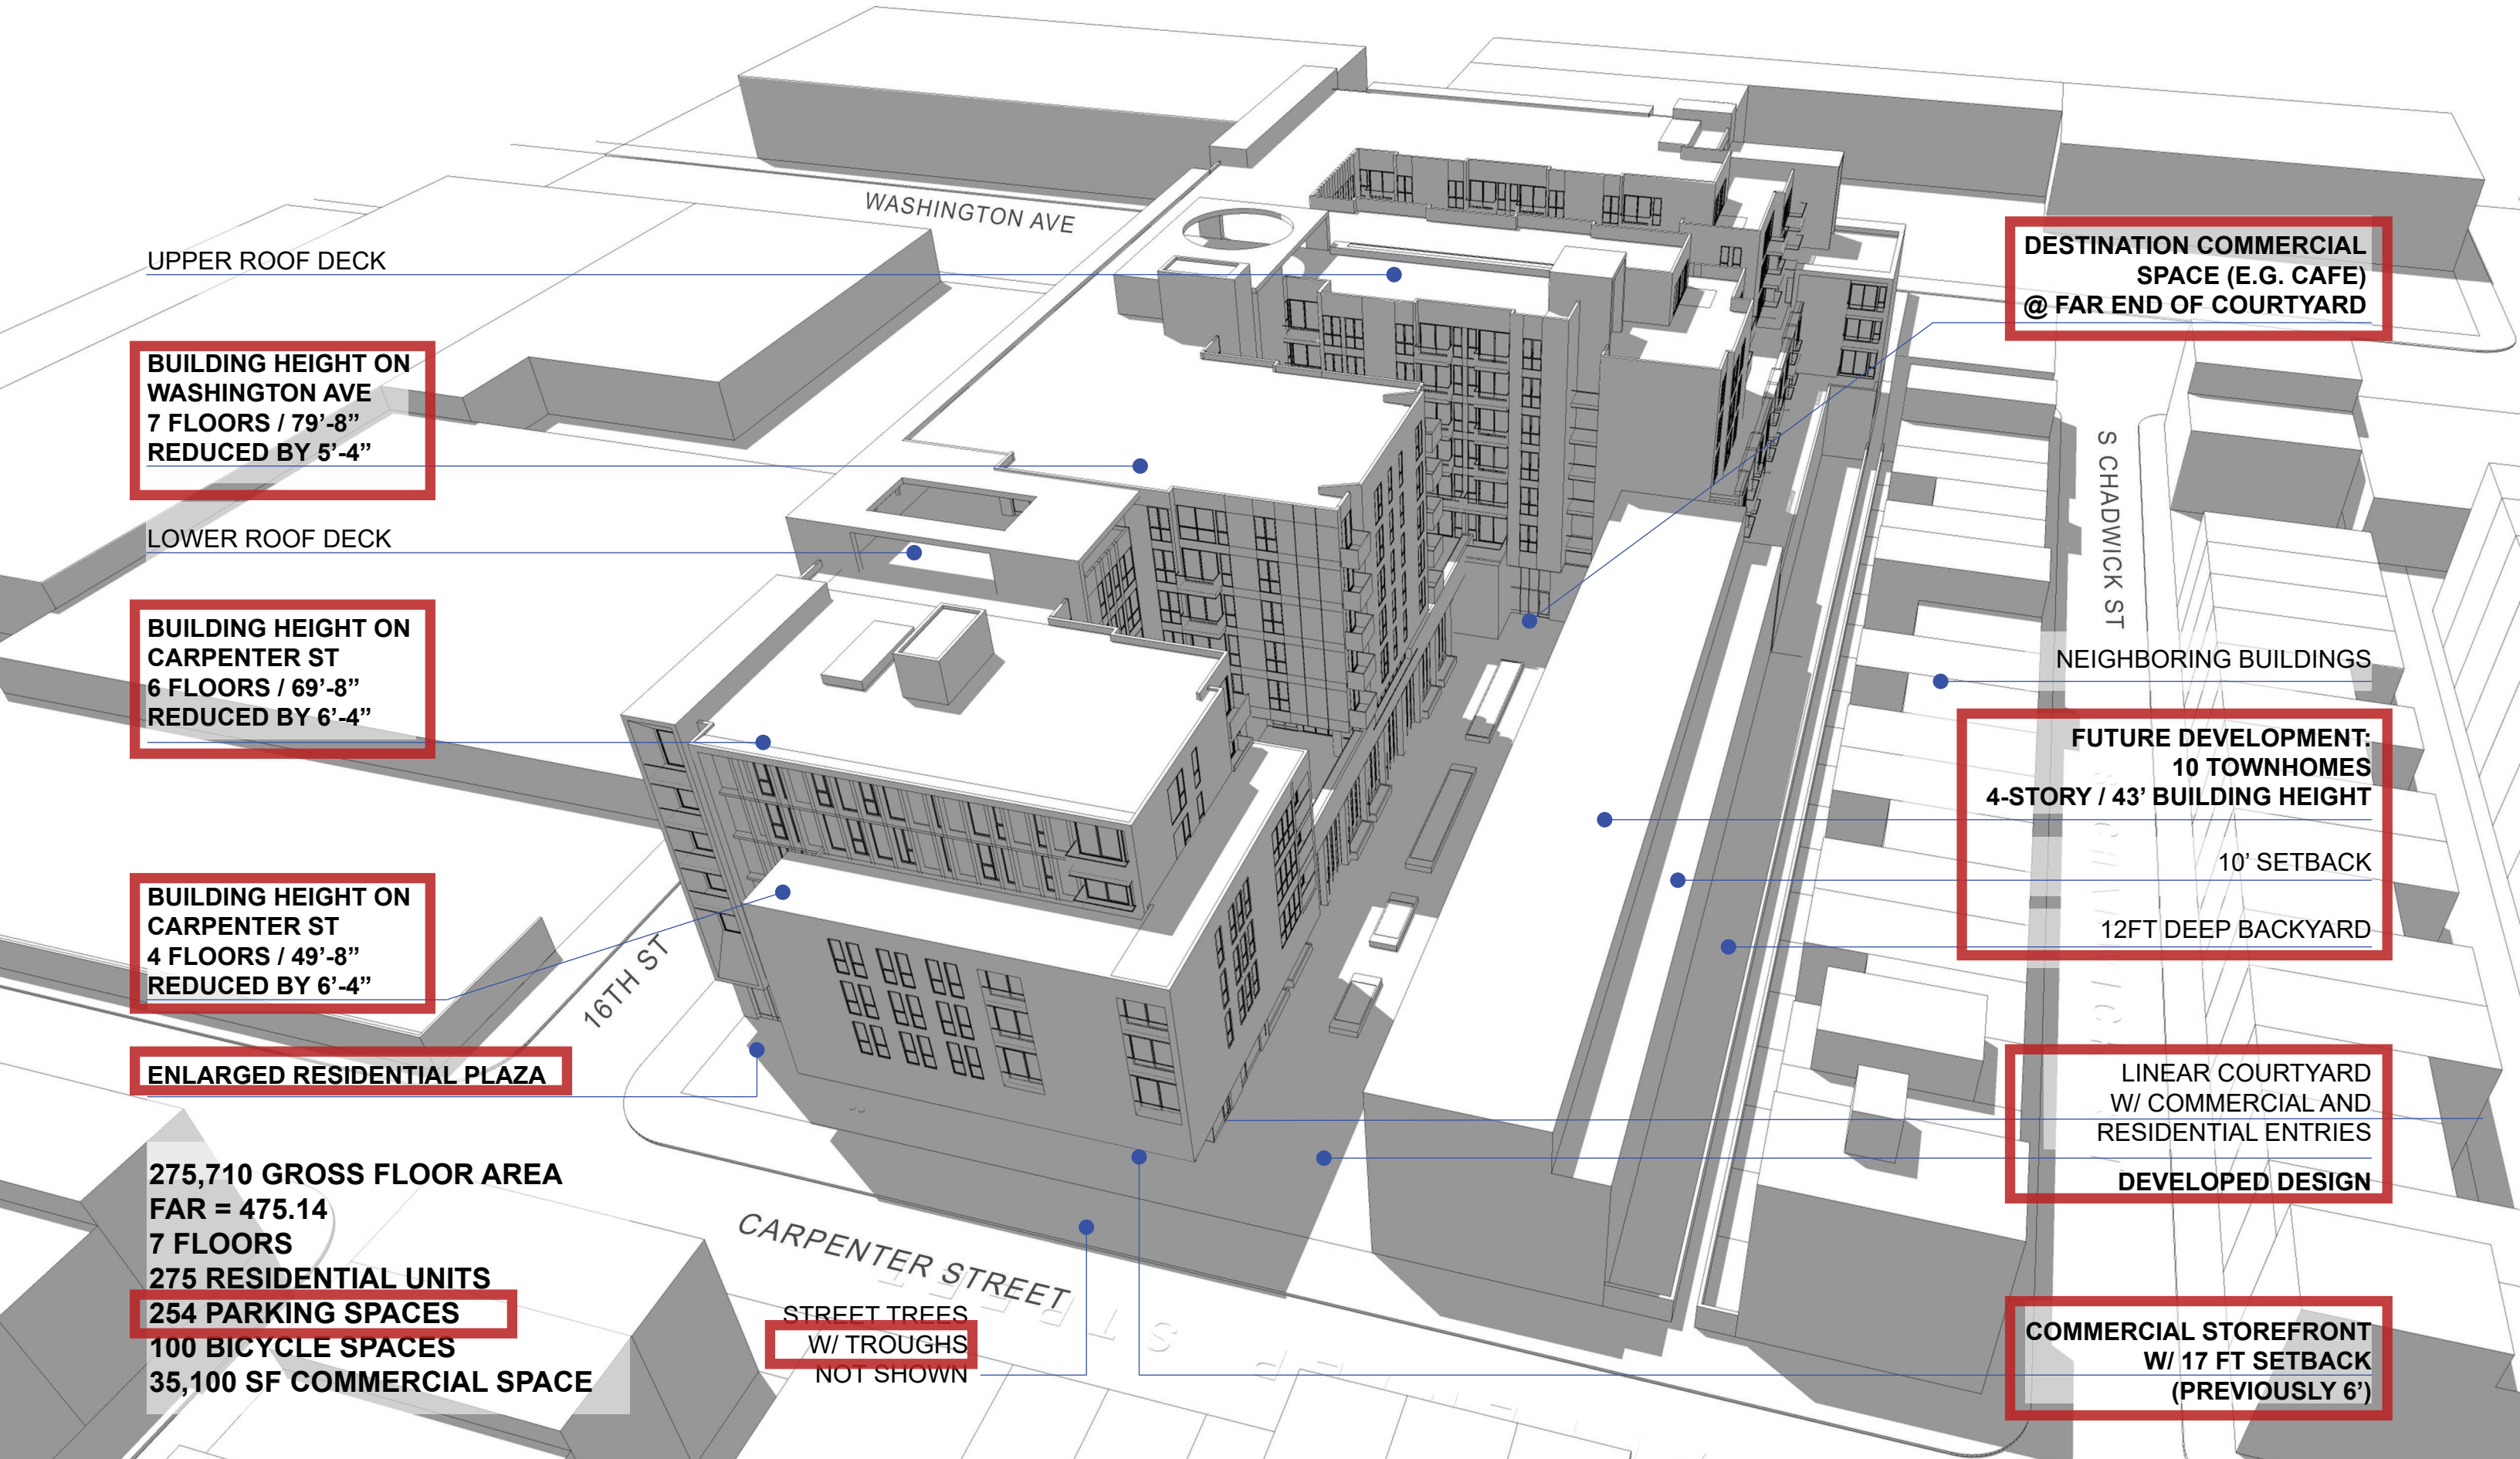 WASHINGTON AVE
UPPER ROOF DECK
BUILDING HEIGHT ON
WASHINGTON AVE
7 FLOORS / 79’-8”
REDUCED BY 5’-4”
LOWER ROOF DECK
BUILDING HEIGHT ON
CARPENTER ST
6 FLOORS / 69’-8”
REDUCED BY 6’-4”
BUILDING HEIGHT ON
CARPENTER ST
4 FLOORS / 49’-8”
REDUCED BY 6’-4”
16TH ST
ENLARGED RESIDENTIAL PLAZA
275,710 GROSS FLOOR AREA
FAR = 475.14
7 FLOORS
275 RESIDENTIAL UNITS
254 PARKING SPACES
100 BICYCLE SPACES
35,100 SF COMMERCIAL SPACE
CARPENTER STREET
STREET TREES
W/ TROUGHS
NOT SHOWN
DESTINATION COMMERCIAL
SPACE (E.G. CAFE)
@ FAR END OF COURTYARD
S CHADWICK ST
NEIGHBORING BUILDINGS
FUTURE DEVELOPMENT:
10 TOWNHOMES
4-STORY / 43’ BUILDING HEIGHT
10’ SETBACK
12FT DEEP BACKYARD
LINEAR COURTYARD
W/ COMMERCIAL AND
RESIDENTIAL ENTRIES
DEVELOPED DESIGN
COMMERCIAL STOREFRONT
W/ 17 FT SETBACK
(PREVIOUSLY 6’)